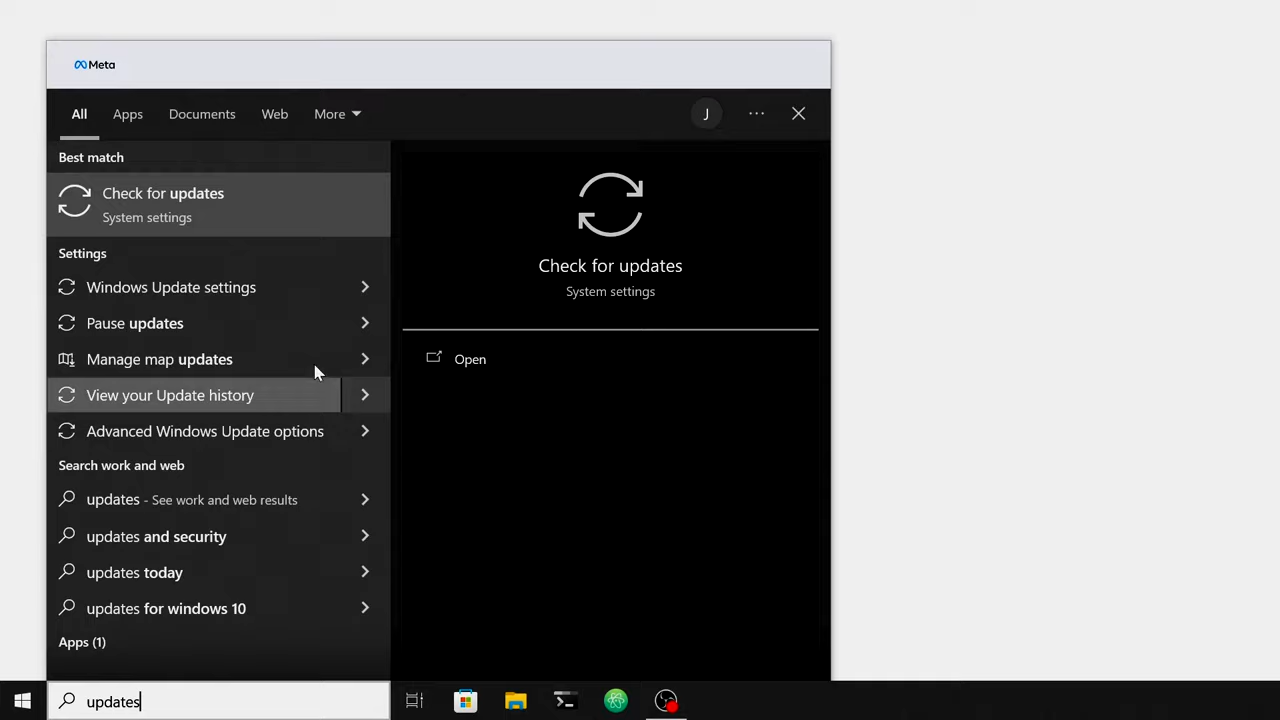 Meta
All Apps Documents Web More J ...
Best match
Check for updates
System settings
Settings
Windows Update settings
Pause updates
Manage map updates
View your Update history
Advanced Windows Update options
Search work and web
updates - See work and web results
updates and security
updates today
updates for windows 10
Apps (1)
Check for updates
System settings
Open
updates